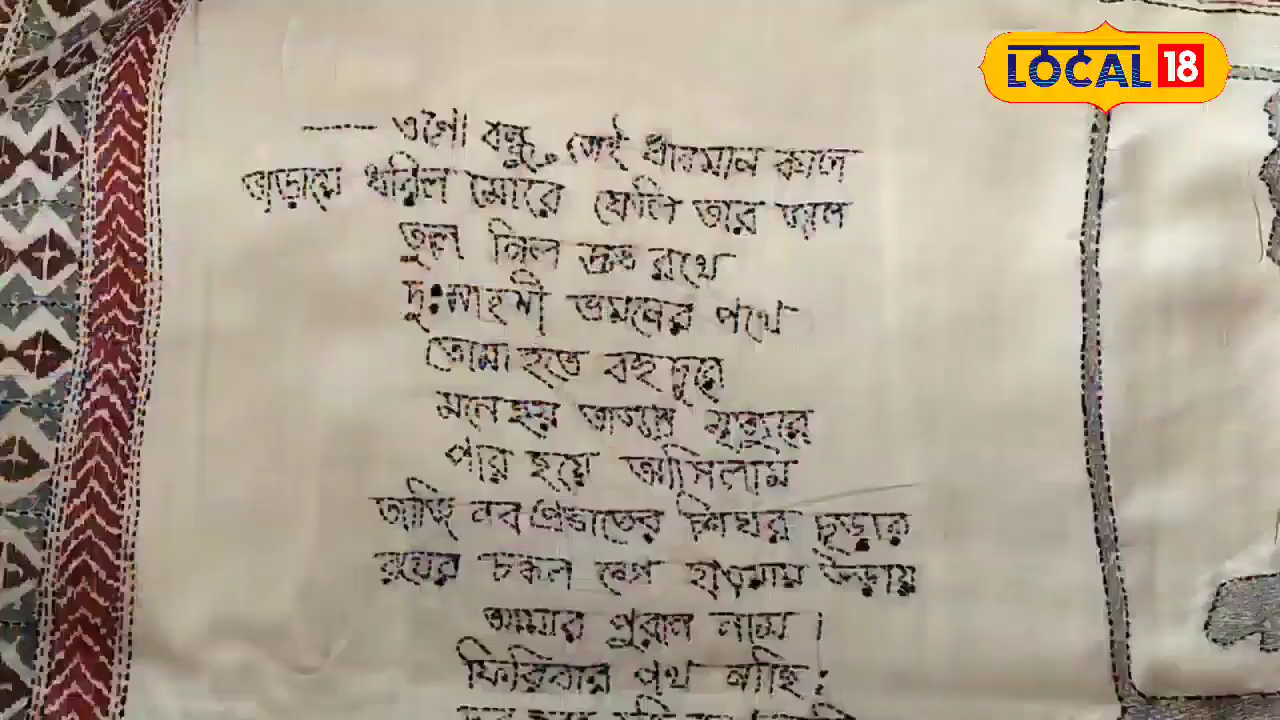 LOCAL 18
—— ওগো বন্ধু, সেই ধাবমান কাল
জড়ায়ে ধরিল মোরে ফেলি তার জাল
তুলে নিল দ্রুত রথে
দুঃসাহসী ভ্রমনের পথে
তোমা হতে বহু দূরে
মনে হয় অজস্র মৃত্যুরে
পার হয়ে আসিলাম
আজি নব প্রভাতের শিখর চূড়ায়
রথের চঞ্চল বেগ হাওয়ায় উড়ায়
আমার পুরান নাম।
ফিরিবার পথ নাহি;